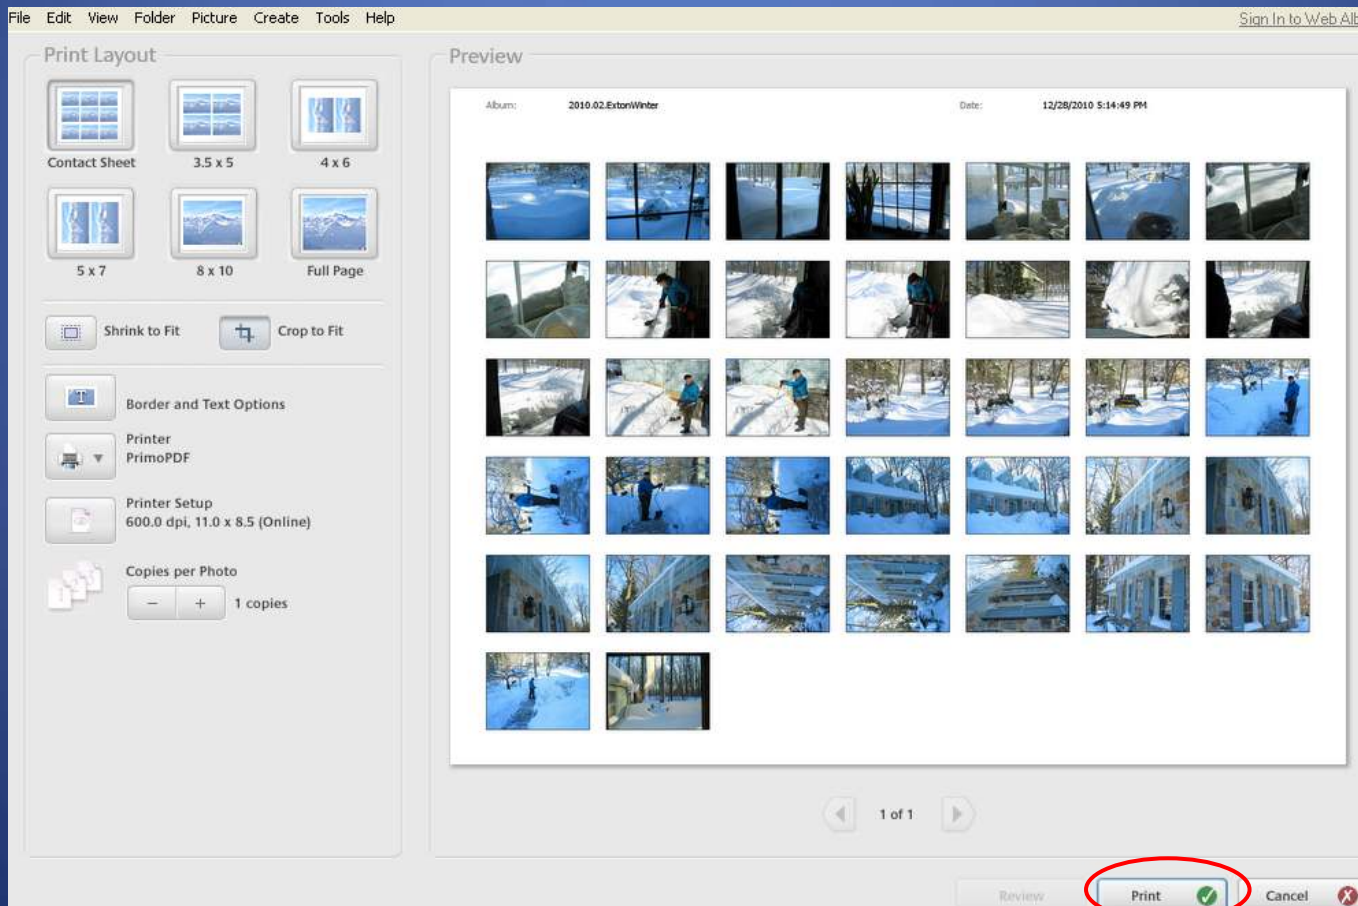 File Edit View Folder Picture Create Tools Help
Sign In to Web Alb
Print Layout
Contact Sheet 3.5 x 5 4 x 6
5 x 7 8 x 10 Full Page
Shrink to Fit Crop to Fit
T Border and Text Options
Printer
PrimoPDF
Printer Setup
600.0 dpi, 11.0 x 8.5 (Online)
Copies per Photo
− + 1 copies
Preview
Album: 2010.02.ExtonWinter Date: 12/28/2010 5:14:49 PM
1 of 1
Review Print Cancel